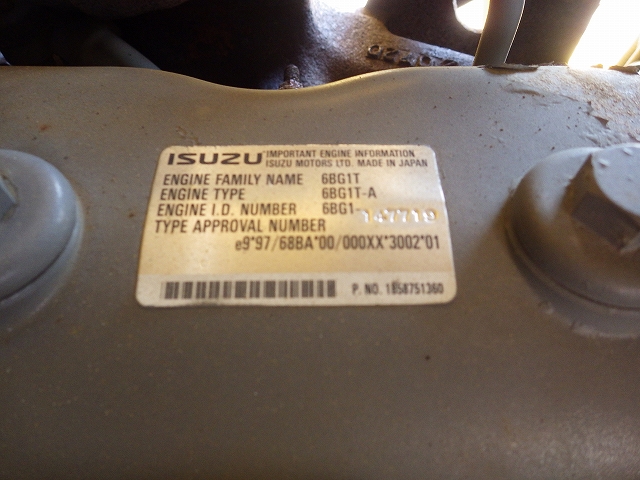 ISUZU IMPORTANT ENGINE INFORMATION
ISUZU MOTORS LTD. MADE IN JAPAN
ENGINE FAMILY NAME 6BG1T
ENGINE TYPE 6BG1T-A
ENGINE I.D. NUMBER 6BG1-147719
TYPE APPROVAL NUMBER
e9*97/68BA*00/000XX*3002*01
P. NO. 1858751360